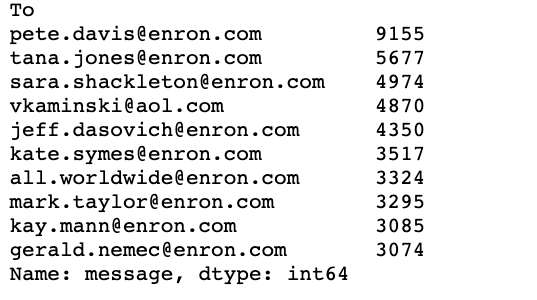 To
pete.davis@enron.com 9155
tana.jones@enron.com 5677
sara.shackleton@enron.com 4974
vkaminski@aol.com 4870
jeff.dasovich@enron.com 4350
kate.symes@enron.com 3517
all.worldwide@enron.com 3324
mark.taylor@enron.com 3295
kay.mann@enron.com 3085
gerald.nemec@enron.com 3074
Name: message, dtype: int64